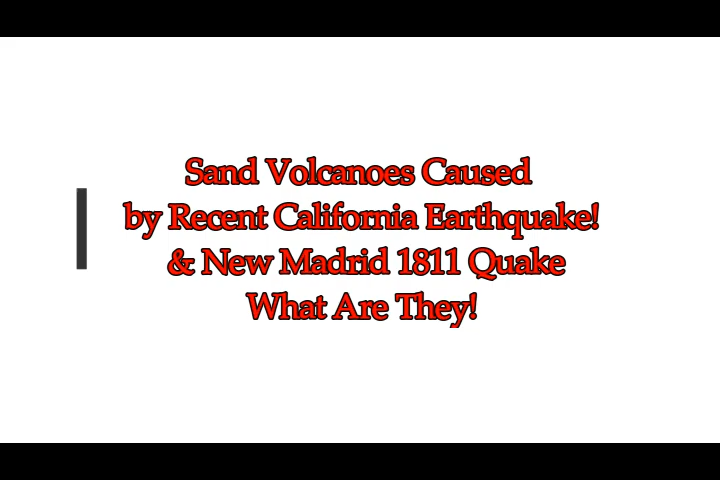 Sand Volcanoes Caused
by Recent California Earthquake!
& New Madrid 1811 Quake
What Are They!